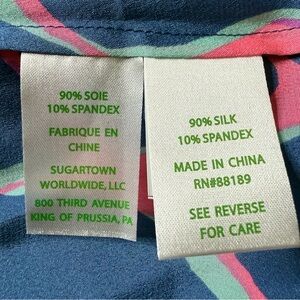 90% SOIE
10% SPANDEX
FABRIQUE EN
CHINE
SUGARTOWN
WORLDWIDE, LLC
800 THIRD AVENUE
KING OF PRUSSIA, PA
90% SILK
10% SPANDEX
MADE IN CHINA
RN#88189
SEE REVERSE
FOR CARE